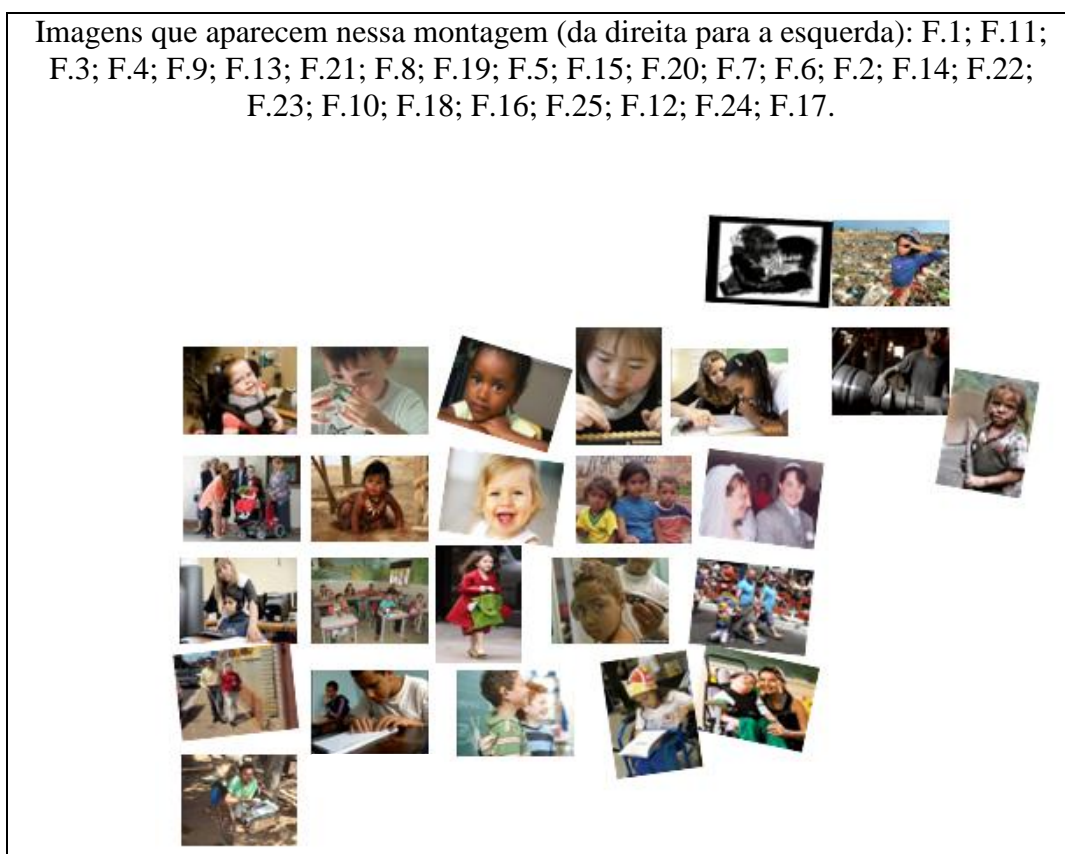 Imagens que aparecem nessa montagem (da direita para a esquerda): F.1; F.11;
F.3; F.4; F.9; F.13; F.21; F.8; F.19; F.5; F.15; F.20; F.7; F.6; F.2; F.14; F.22;
F.23; F.10; F.18; F.16; F.25; F.12; F.24; F.17.